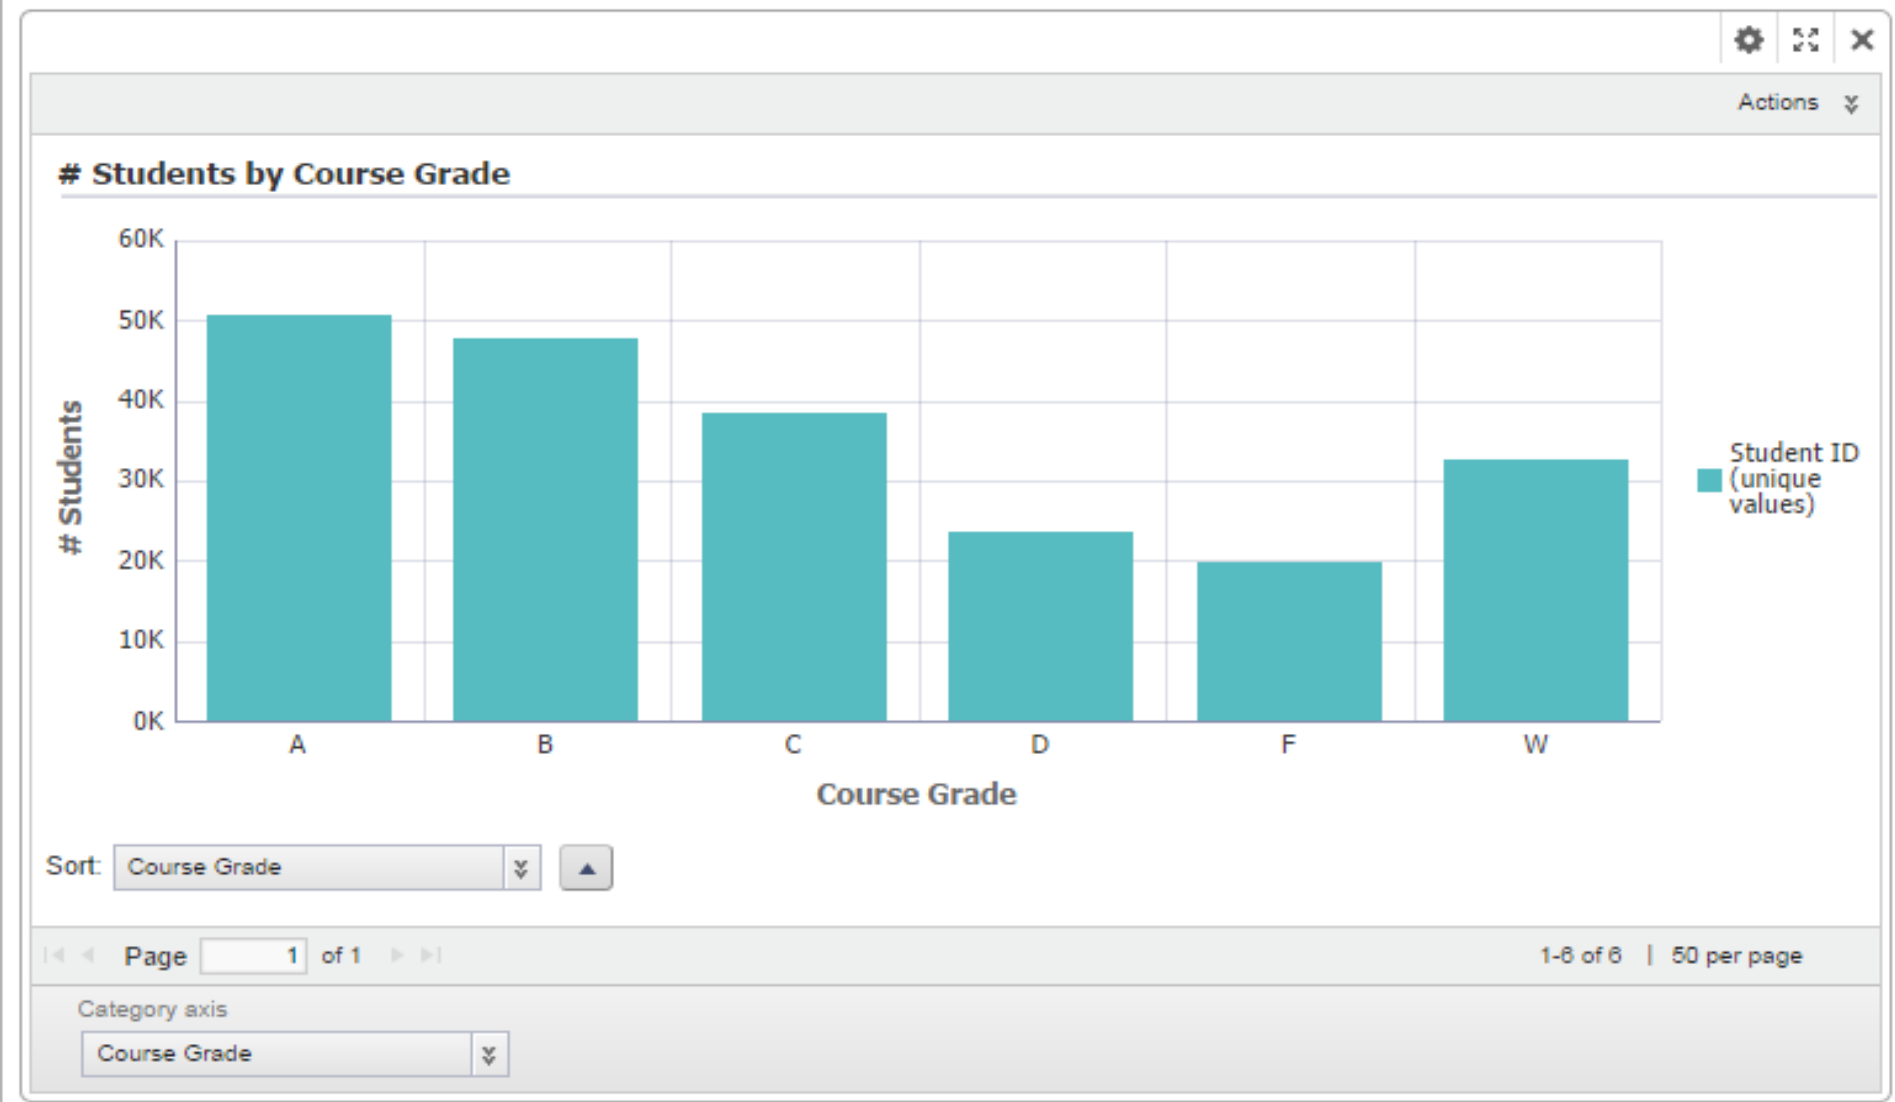 Actions
# Students by Course Grade
60K
50K
40K
30K
20K
10K
0K
# Students
A B C D F W
Course Grade
Student ID
(unique
values)
Sort: Course Grade
Page 1 of 1
1-6 of 6 | 50 per page
Category axis
Course Grade